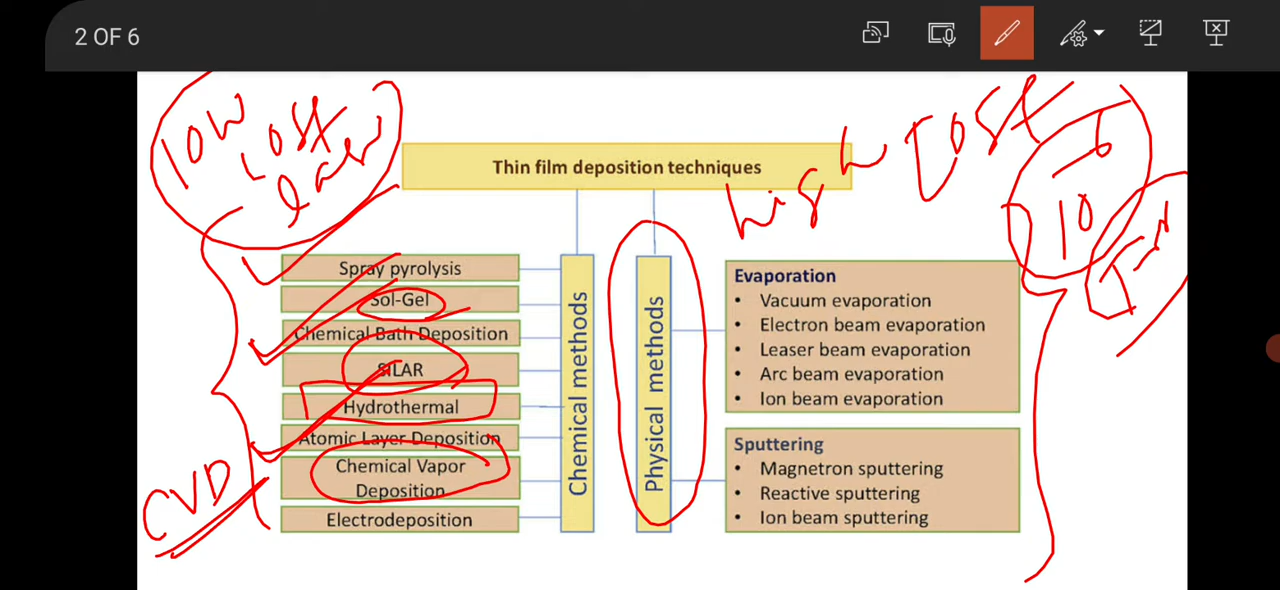 2 OF 6
low
cost
high cost
10
-6
Thin film deposition techniques
Spray pyrolysis
Sol-Gel
Chemical Bath Deposition
SILAR
Hydrothermal
Atomic Layer Deposition
Chemical Vapor
Deposition
Electrodeposition
CVD
Chemical methods
Physical methods
Evaporation
• Vacuum evaporation
• Electron beam evaporation
• Leaser beam evaporation
• Arc beam evaporation
• Ion beam evaporation
Sputtering
• Magnetron sputtering
• Reactive sputtering
• Ion beam sputtering